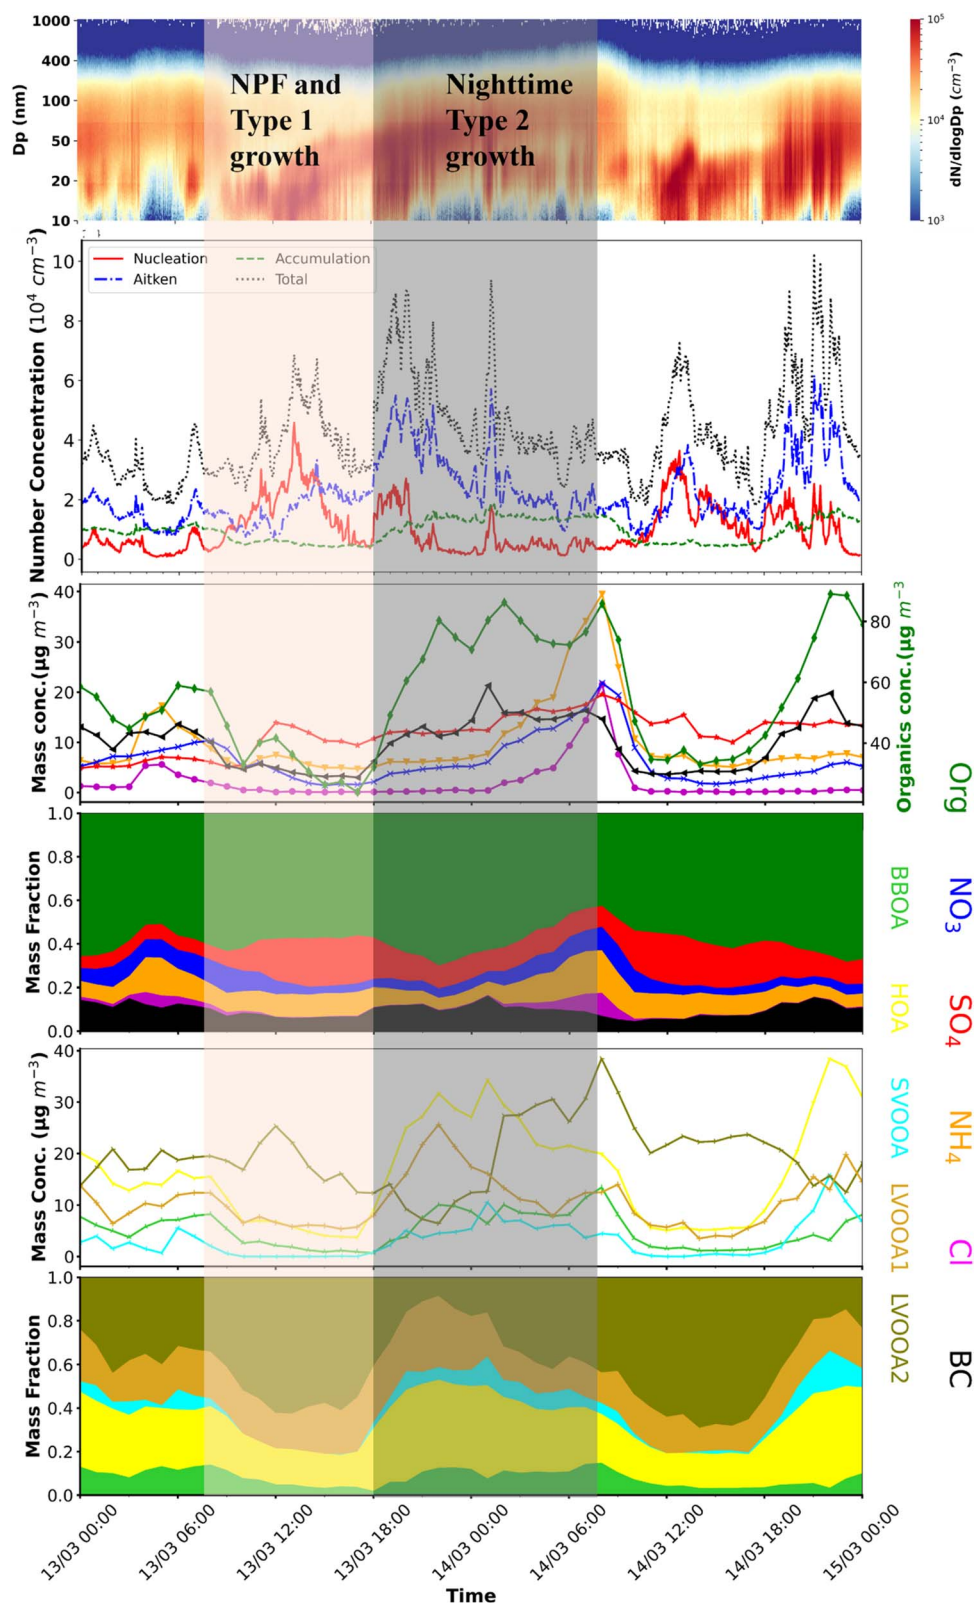 1000
400
100
50
20
10
Dp (nm)
NPF and
Type 1
growth
Nighttime
Type 2
growth
10⁵
10⁴
10³
dN/dlogDp (cm⁻³)
Nucleation
Aitken
Accumulation
Total
10
8
6
4
2
0
Number Concentration (10⁴ cm⁻³)
40
30
20
10
0
Mass conc.(µg m⁻³)
80
60
40
Organics conc.(µg m⁻³
1.0
0.8
0.6
0.4
0.2
0.0
Mass Fraction
40
30
20
10
0
Mass Conc. (µg m⁻³)
1.0
0.8
0.6
0.4
0.2
0.0
Mass Fraction
BBOA
HOA
SVOOA
LVOOA1
LVOOA2
Org
NO₃
SO₄
NH₄
Cl
BC
13/03 00:00
13/03 06:00
13/03 12:00
13/03 18:00
14/03 00:00
14/03 06:00
14/03 12:00
14/03 18:00
15/03 00:00
Time